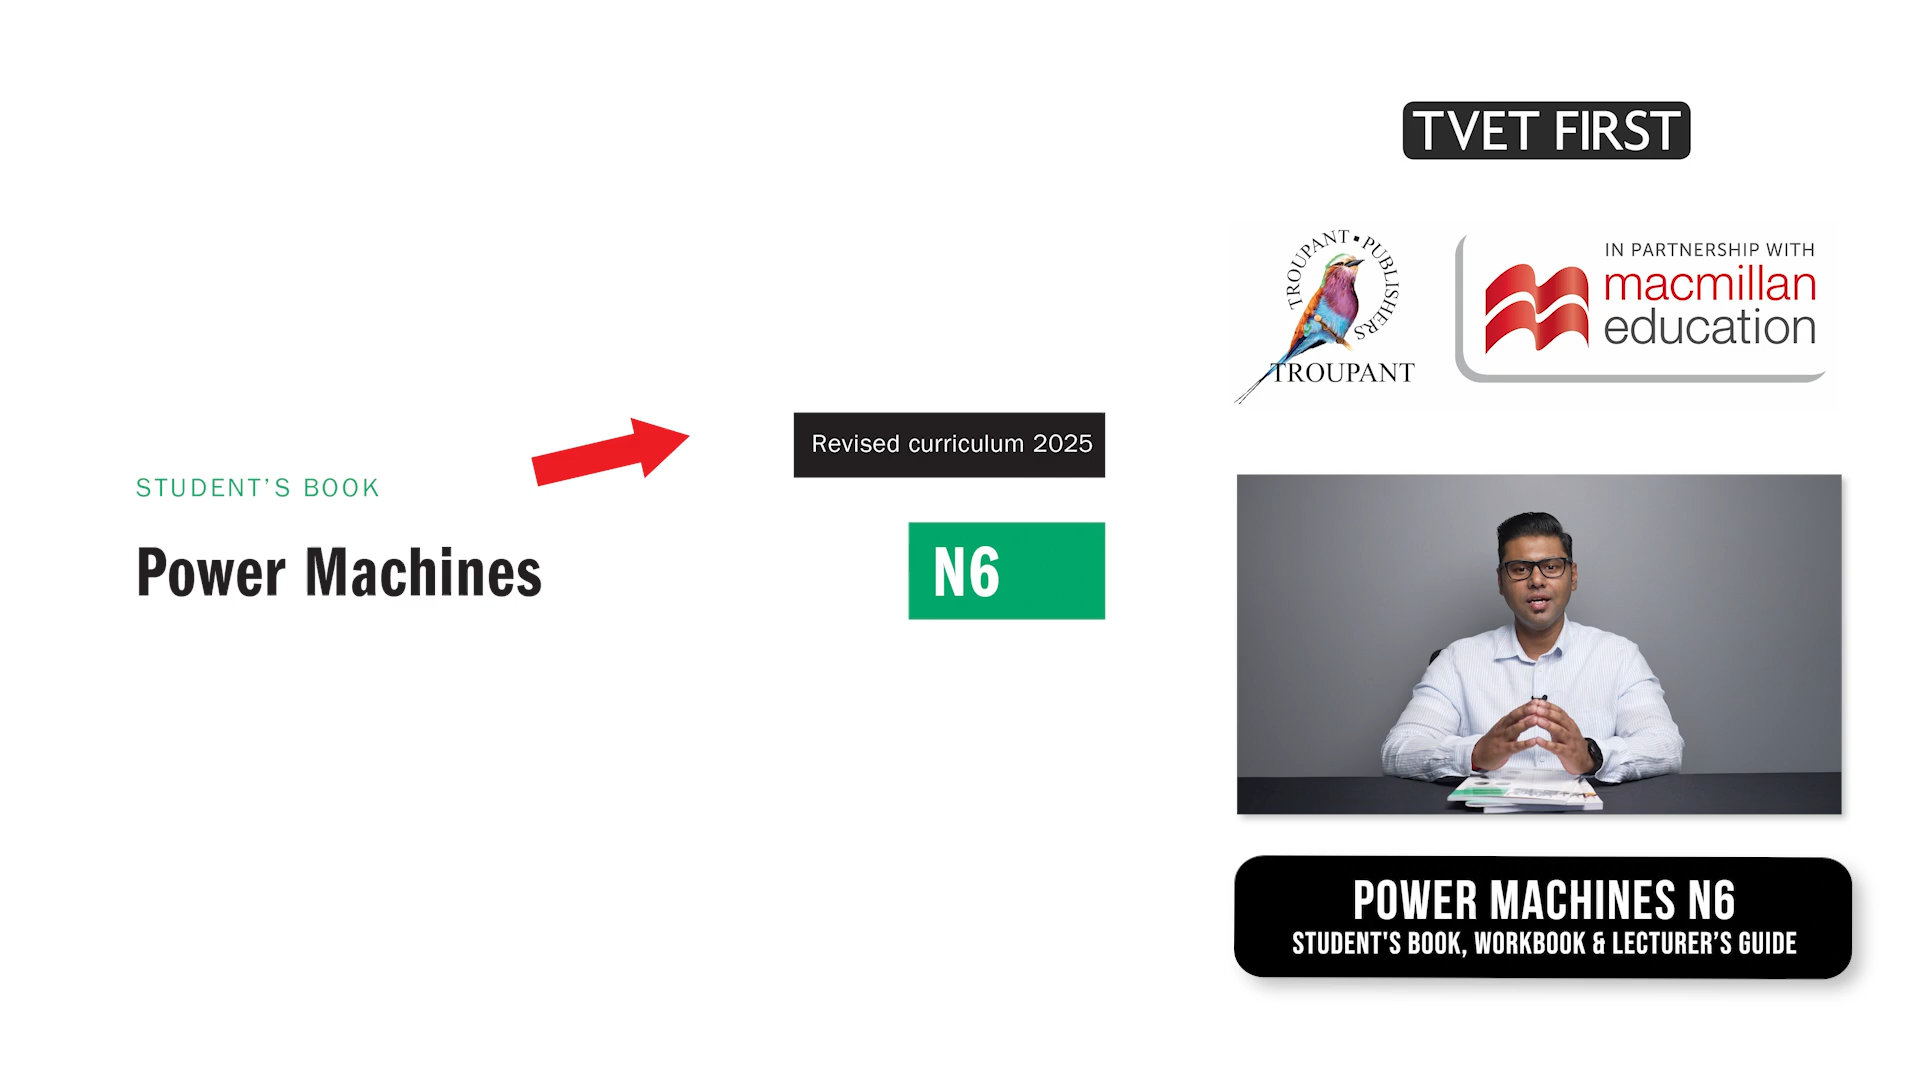 TVET FIRST
TROUPANT ▪ PUBLISHERS
TROUPANT
IN PARTNERSHIP WITH
macmillan
education
Revised curriculum 2025
STUDENT’S BOOK
Power Machines
N6
POWER MACHINES N6
STUDENT'S BOOK, WORKBOOK & LECTURER’S GUIDE